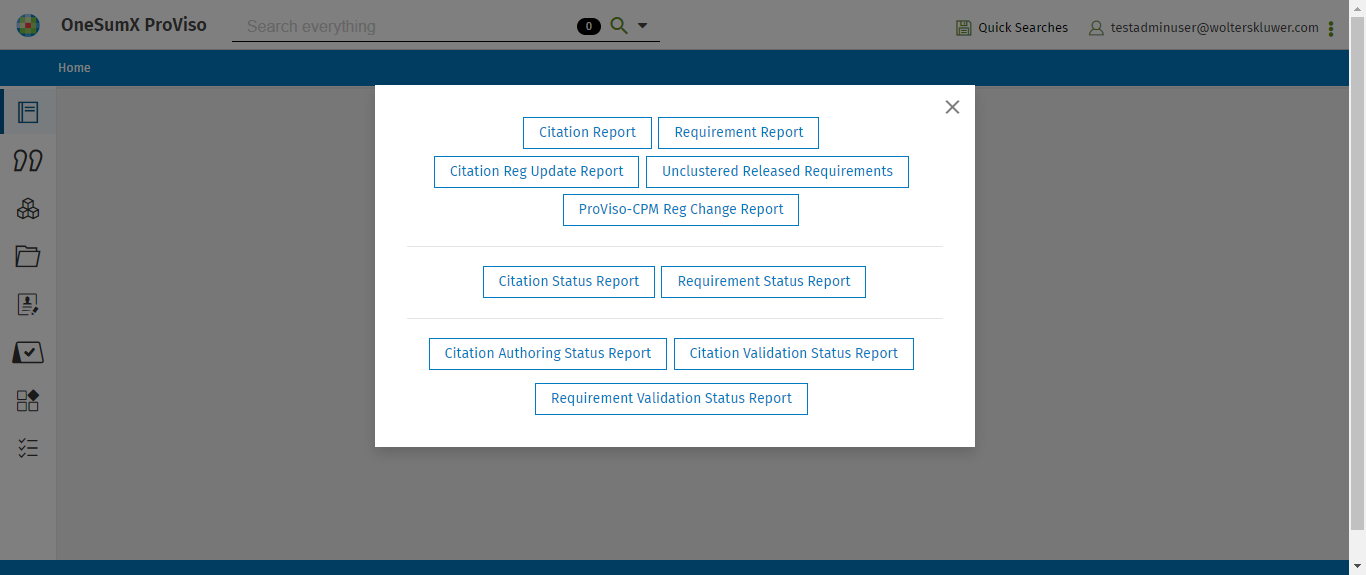 OneSumX ProViso
Search everything
0
Quick Searches
testadminuser@wolterskluwer.com
Home
Citation Report
Requirement Report
Citation Reg Update Report
Unclustered Released Requirements
ProViso-CPM Reg Change Report
Citation Status Report
Requirement Status Report
Citation Authoring Status Report
Citation Validation Status Report
Requirement Validation Status Report